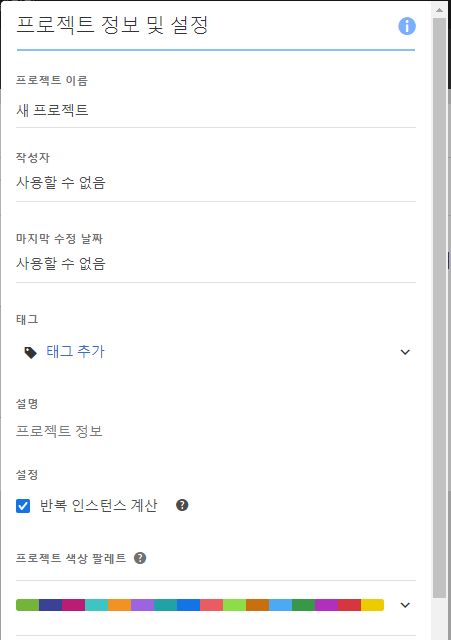 프로젝트 정보 및 설정
프로젝트 이름
새 프로젝트
작성자
사용할 수 없음
마지막 수정 날짜
사용할 수 없음
태그
태그 추가
설명
프로젝트 정보
설정
반복 인스턴스 계산
프로젝트 색상 팔레트